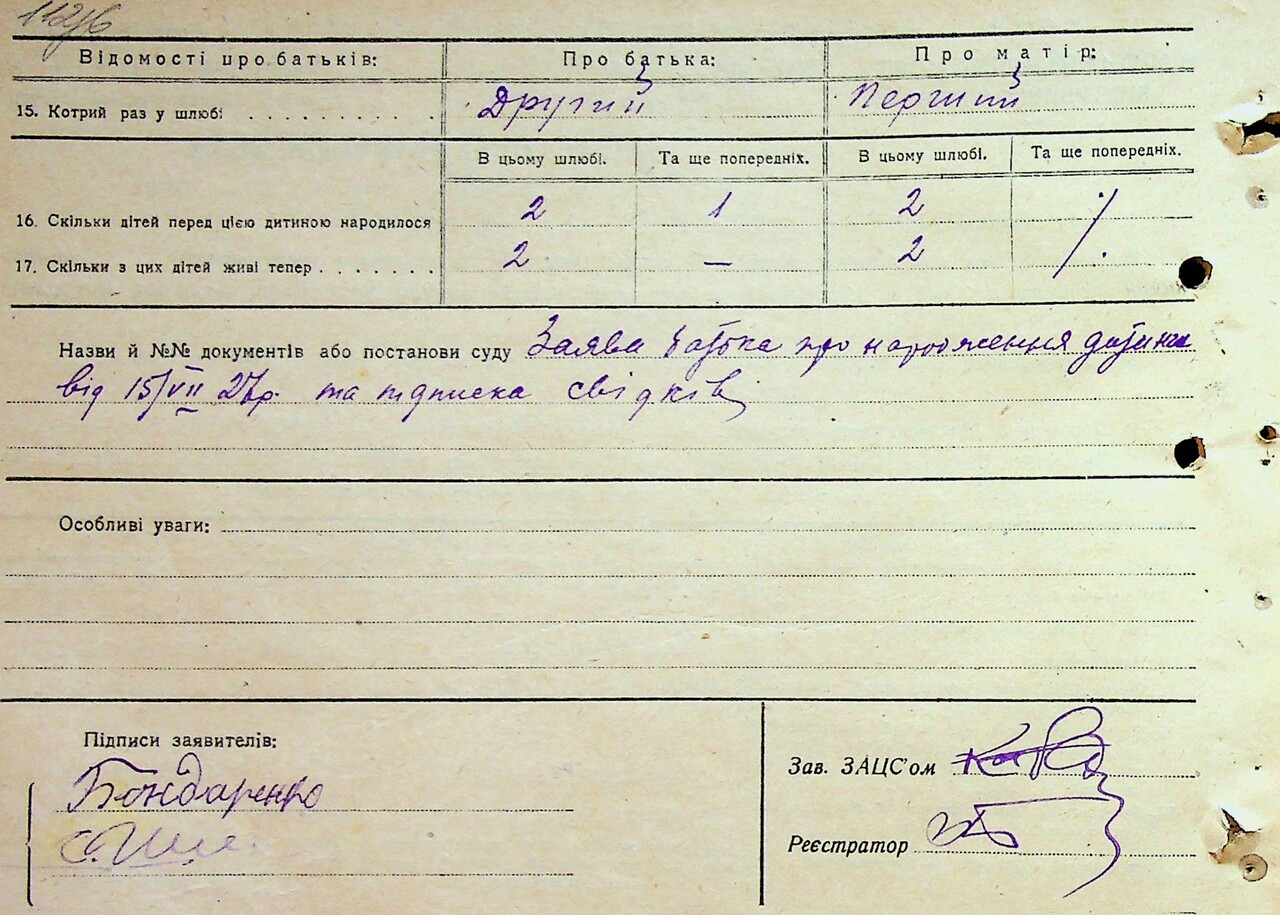 112/6
Відомості про батьків: Про батька: Про матір:
15. Котрий раз у шлюбі . . . . . . . . . . Другий Перший
В цьому шлюбі. Та ще попередніх. В цьому шлюбі. Та ще попередніх.
16. Скільки дітей перед цією дитиною народилося 2 1 2
17. Скільки з цих дітей живі тепер . . . . . . . 2 — 2
Назви й №№ документів або постанови суду Заява батька про народження дитини
від 15/VII 27р. та підписка свідків
Особливі уваги:
Підписи заявителів:
Бондаренко
Зав. ЗАЦС'ом
Реєстратор